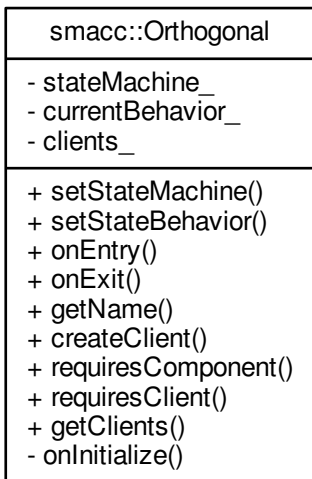 smacc::Orthogonal
- stateMachine_
- currentBehavior_
- clients_
+ setStateMachine()
+ setStateBehavior()
+ onEntry()
+ onExit()
+ getName()
+ createClient()
+ requiresComponent()
+ requiresClient()
+ getClients()
- onInitialize()